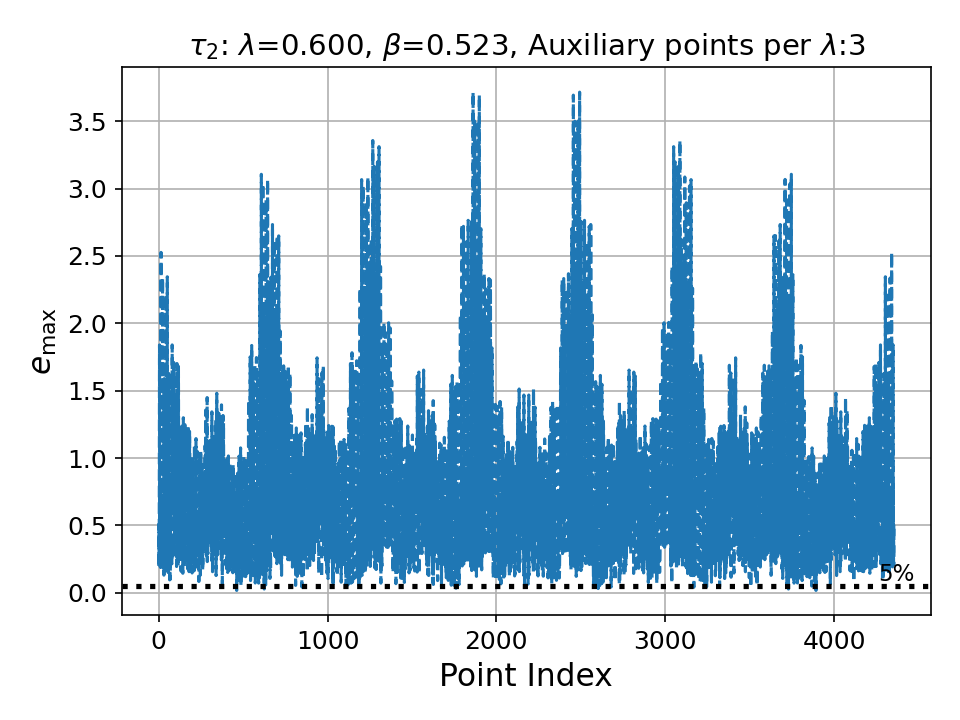 τ₂: λ=0.600, β=0.523, Auxiliary points per λ:3
3.5
3.0
2.5
2.0
1.5
1.0
0.5
0.0
e_max
5%
0 1000 2000 3000 4000
Point Index